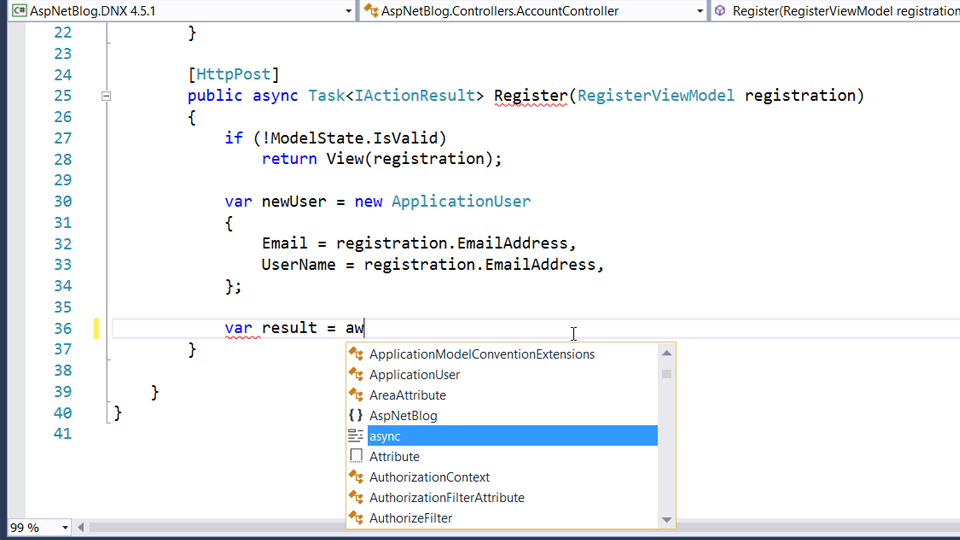 AspNetBlog.DNX 4.5.1 AspNetBlog.Controllers.AccountController Register(RegisterViewModel registration
22 }
23
24 [HttpPost]
25 public async Task<IActionResult> Register(RegisterViewModel registration)
26 {
27 if (!ModelState.IsValid)
28 return View(registration);
29
30 var newUser = new ApplicationUser
31 {
32 Email = registration.EmailAddress,
33 UserName = registration.EmailAddress,
34 };
35
36 var result = aw
37 }
38
39 }
40 }
41
ApplicationModelConventionExtensions
ApplicationUser
AreaAttribute
{} AspNetBlog
async
Attribute
AuthorizationContext
AuthorizationFilterAttribute
AuthorizeFilter
99 %